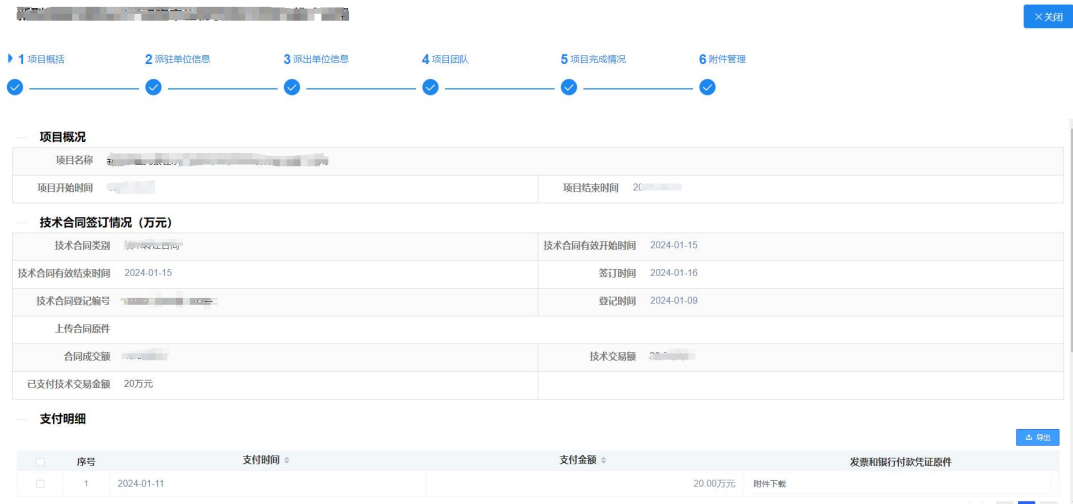 ×关闭
1 项目概括 2 派驻单位信息 3 派出单位信息 4 项目团队 5 项目完成情况 6 附件管理
项目概况
项目名称
项目开始时间 项目结束时间 20
技术合同签订情况（万元）
技术合同类别 技术合同有效开始时间 2024-01-15
技术合同有效结束时间 2024-01-15 签订时间 2024-01-16
技术合同登记编号 登记时间 2024-01-09
上传合同原件
合同成交额 技术交易额
已支付技术交易金额 20万元
支付明细
导出
序号 支付时间 支付金额 发票和银行付款凭证原件
1 2024-01-11 20.00万元 附件下载